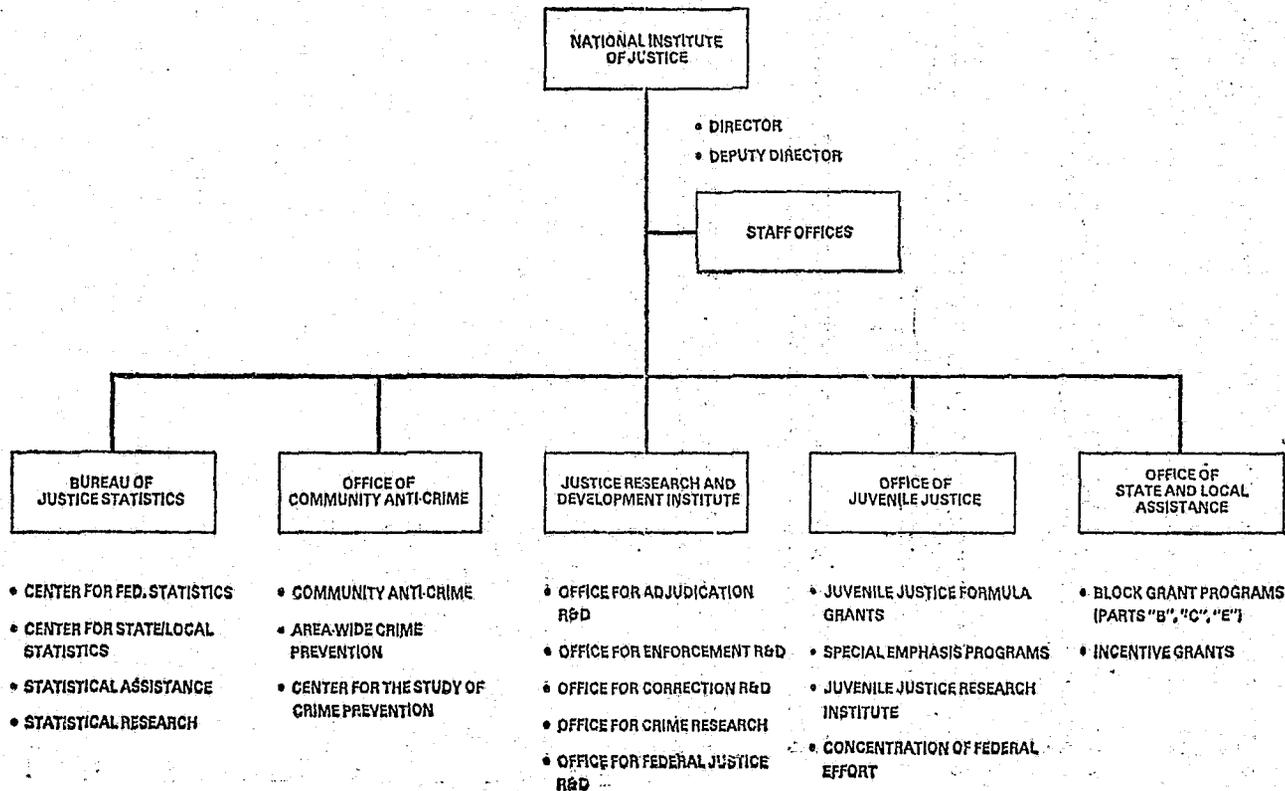 NATIONAL INSTITUTE
OF JUSTICE
• DIRECTOR
• DEPUTY DIRECTOR
STAFF OFFICES
BUREAU OF
JUSTICE STATISTICS
OFFICE OF
COMMUNITY ANTI-CRIME
JUSTICE RESEARCH AND
DEVELOPMENT INSTITUTE
OFFICE OF
JUVENILE JUSTICE
OFFICE OF
STATE AND LOCAL
ASSISTANCE
• CENTER FOR FED. STATISTICS
• CENTER FOR STATE/LOCAL
STATISTICS
• STATISTICAL ASSISTANCE
• STATISTICAL RESEARCH
• COMMUNITY ANTI-CRIME
• AREA-WIDE CRIME
PREVENTION
• CENTER FOR THE STUDY OF
CRIME PREVENTION
• OFFICE FOR ADJUDICATION
R&D
• OFFICE FOR ENFORCEMENT R&D
• OFFICE FOR CORRECTION R&D
• OFFICE FOR CRIME RESEARCH
• OFFICE FOR FEDERAL JUSTICE
R&D
• JUVENILE JUSTICE FORMULA
GRANTS
• SPECIAL EMPHASIS PROGRAMS
• JUVENILE JUSTICE RESEARCH
INSTITUTE
• CONCENTRATION OF FEDERAL
EFFORT
• BLOCK GRANT PROGRAMS
(PARTS "B", "C", "E")
• INCENTIVE GRANTS